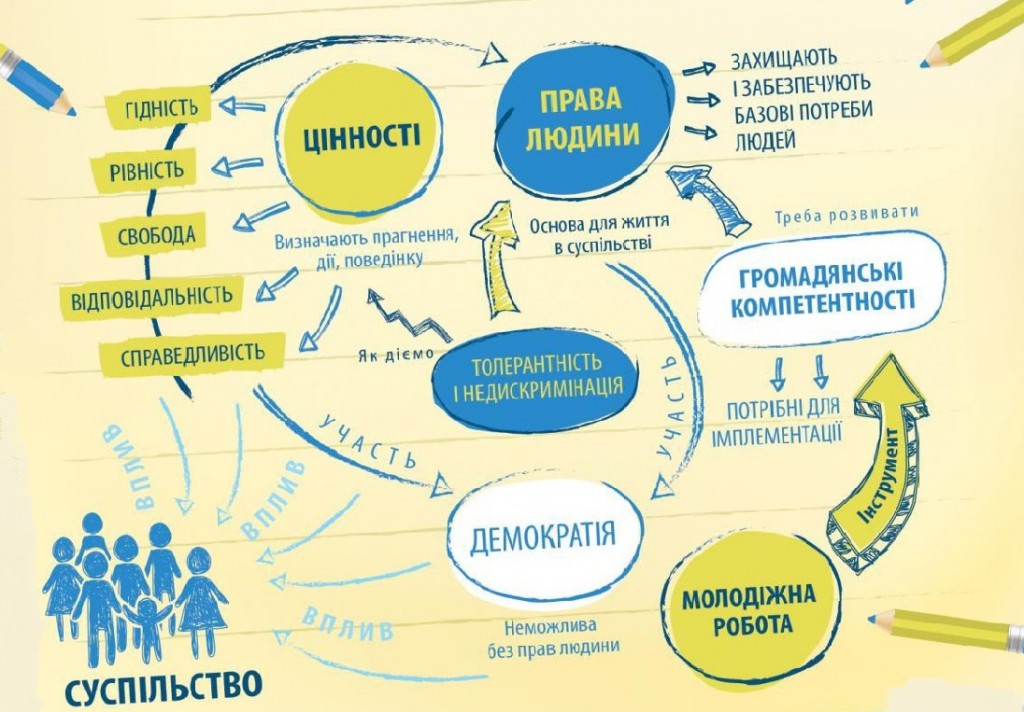 ЦІННОСТІ
ГІДНІСТЬ
РІВНІСТЬ
СВОБОДА
ВІДПОВІДАЛЬНІСТЬ
СПРАВЕДЛИВІСТЬ
Визначають прагнення,
дії, поведінку
ПРАВА
ЛЮДИНИ
ЗАХИЩАЮТЬ
І ЗАБЕЗПЕЧУЮТЬ
БАЗОВІ ПОТРЕБИ
ЛЮДЕЙ
Основа для життя
в суспільстві
Треба розвивати
ГРОМАДЯНСЬКІ
КОМПЕТЕНТНОСТІ
ПОТРІБНІ ДЛЯ
ІМПЛЕМЕНТАЦІЇ
Як діємо
ТОЛЕРАНТНІСТЬ
І НЕДИСКРИМІНАЦІЯ
УЧАСТЬ
УЧАСТЬ
Інструмент
ВПЛИВ
ВПЛИВ
ВПЛИВ
ДЕМОКРАТІЯ
Неможлива
без прав людини
МОЛОДІЖНА
РОБОТА
СУСПІЛЬСТВО